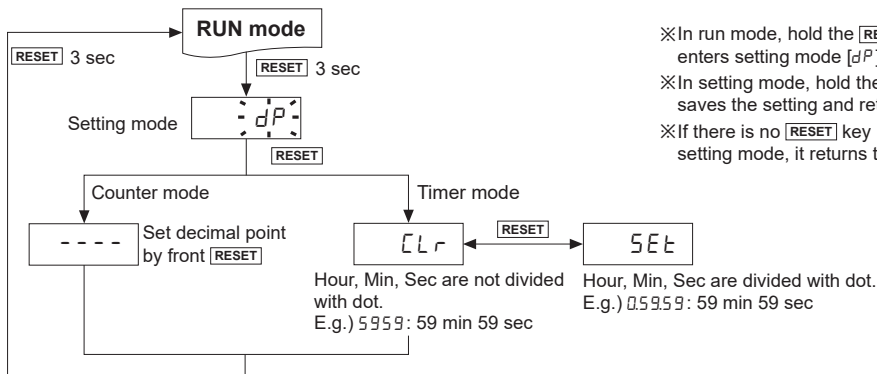 RUN mode
RESET 3 sec
RESET 3 sec
Setting mode
dP
RESET
※In run mode, hold the
enters setting mode [dP]
※In setting mode, hold the
saves the setting and
※If there is no RESET key
setting mode, it returns
Counter mode
Timer mode
- - - -
Set decimal point
by front RESET
CLr
RESET
SEt
Hour, Min, Sec are not divided
with dot.
E.g.) 5959: 59 min 59 sec
Hour, Min, Sec are divided with dot.
E.g.) 0.59.59: 59 min 59 sec